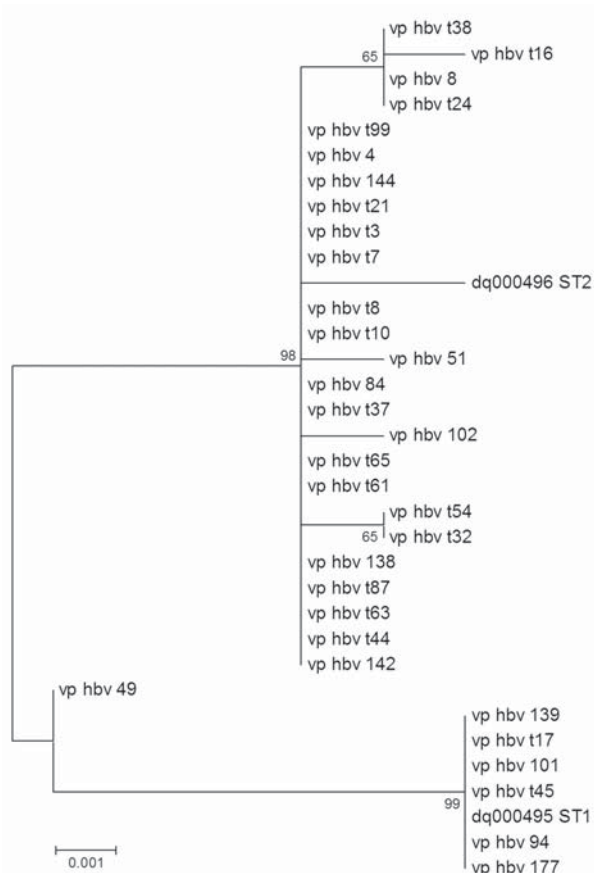 vp hbv t38
65
vp hbv t16
vp hbv 8
vp hbv t24
vp hbv t99
vp hbv 4
vp hbv 144
vp hbv t21
vp hbv t3
vp hbv t7
dq000496 ST2
vp hbv t8
vp hbv t10
98
vp hbv 51
vp hbv 84
vp hbv t37
vp hbv 102
vp hbv t65
vp hbv t61
vp hbv t54
65
vp hbv t32
vp hbv 138
vp hbv t87
vp hbv t63
vp hbv t44
vp hbv 142
vp hbv 49
vp hbv 139
vp hbv t17
vp hbv 101
vp hbv t45
99
dq000495 ST1
vp hbv 94
0.001
vp hbv 177